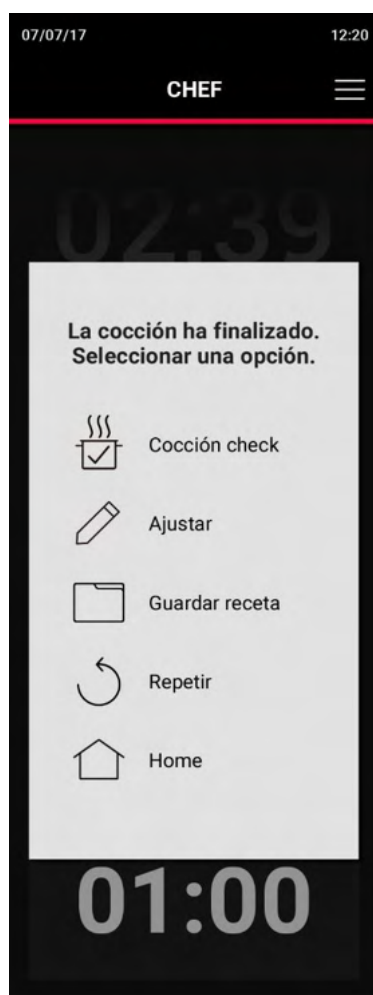 07/07/17 12:20
CHEF
02:39
La cocción ha finalizado.
Seleccionar una opción.
Cocción check
Ajustar
Guardar receta
Repetir
Home
01:00